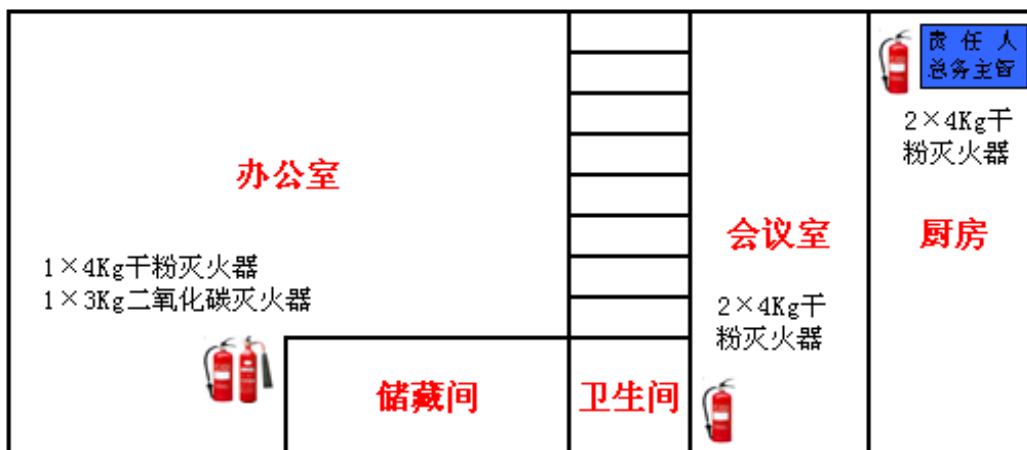 责 任 人
总务主管
2×4Kg干
粉灭火器
办公室
会议室
厨房
1×4Kg干粉灭火器
1×3Kg二氧化碳灭火器
2×4Kg干
粉灭火器
储藏间
卫生间